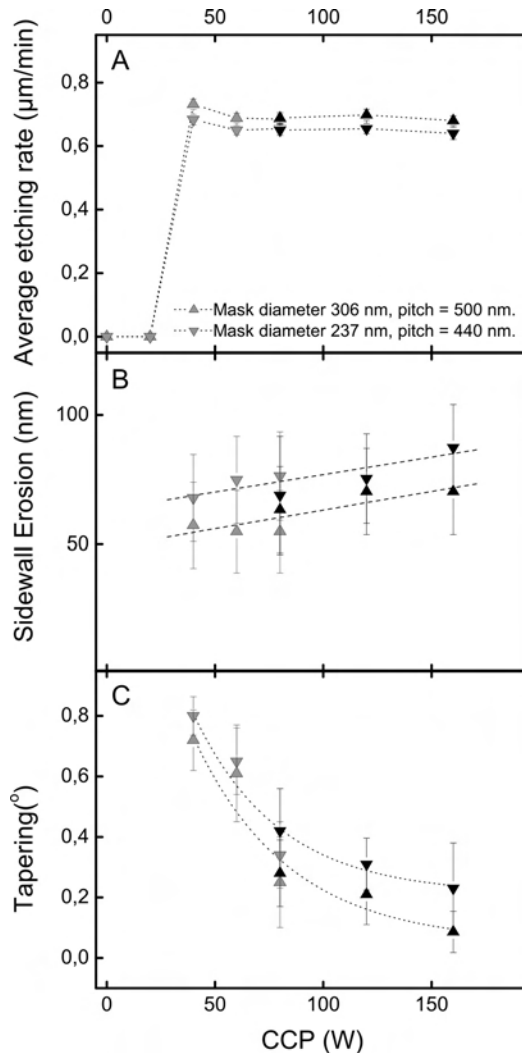 0 50 100 150
A
Average etching rate (μm/min)
0,8
0,6
0,4
0,2
0,0
Mask diameter 306 nm, pitch = 500 nm.
Mask diameter 237 nm, pitch = 440 nm.
B
Sidewall Erosion (nm)
100
50
C
Tapering(°)
0,8
0,6
0,4
0,2
0,0
0 50 100 150
CCP (W)